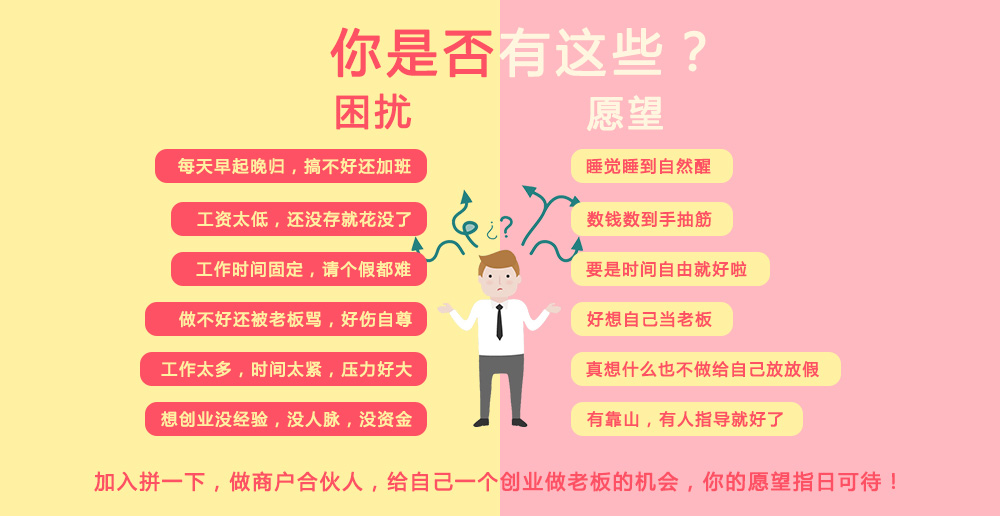 你是否有这些？
困扰
愿望
每天早起晚归，搞不好还加班
工资太低，还没存就花没了
工作时间固定，请个假都难
做不好还被老板骂，好伤自尊
工作太多，时间太紧，压力好大
想创业没经验，没人脉，没资金
¿?
睡觉睡到自然醒
数钱数到手抽筋
要是时间自由就好啦
好想自己当老板
真想什么也不做给自己放放假
有靠山，有人指导就好了
加入拼一下，做商户合伙人，给自己一个创业做老板的机会，你的愿望指日可待！